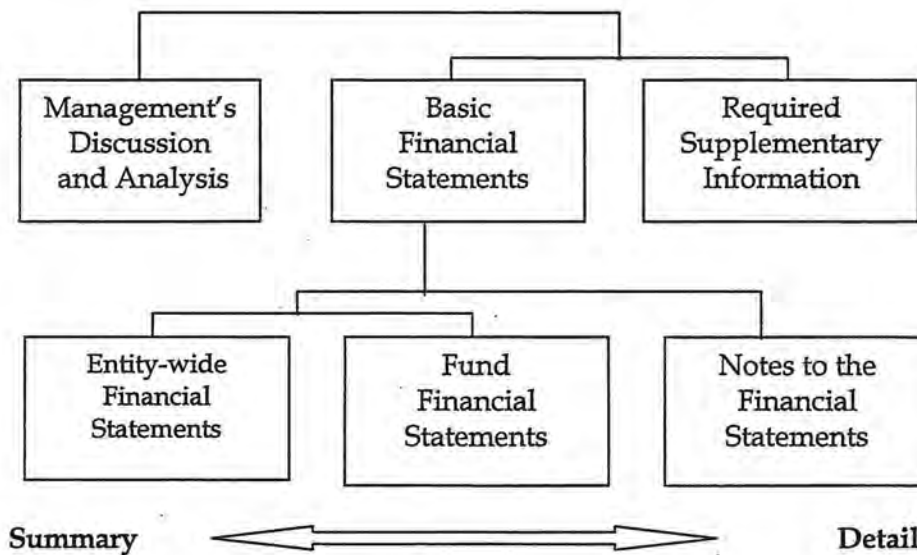 Management's
Discussion
and Analysis
Basic
Financial
Statements
Required
Supplementary
Information
Entity-wide
Financial
Statements
Fund
Financial
Statements
Notes to the
Financial
Statements
Summary
Detail